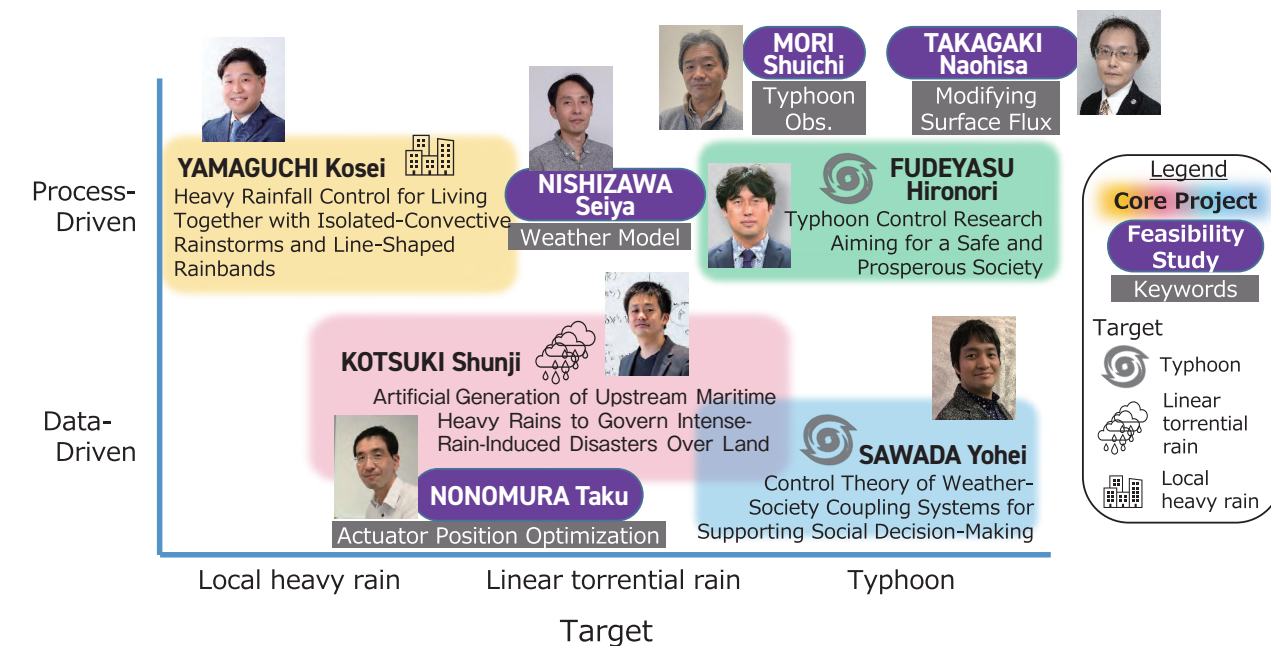 MORI
Shuichi
Typhoon
Obs.
TAKAGAKI
Naohisa
Modifying
Surface Flux
Process-
Driven
YAMAGUCHI Kosei
Heavy Rainfall Control for Living
Together with Isolated-Convective
Rainstorms and Line-Shaped
Rainbands
NISHIZAWA
Seiya
Weather Model
FUDEYASU
Hironori
Typhoon Control Research
Aiming for a Safe and
Prosperous Society
Data-
Driven
KOTSUKI Shunji
Artificial Generation of Upstream Maritime
Heavy Rains to Govern Intense-
Rain-Induced Disasters Over Land
NONOMURA Taku
Actuator Position Optimization
SAWADA Yohei
Control Theory of Weather-
Society Coupling Systems for
Supporting Social Decision-Making
Legend
Core Project
Feasibility
Study
Keywords
Target
Typhoon
Linear
torrential
rain
Local
heavy rain
Local heavy rain
Linear torrential rain
Typhoon
Target